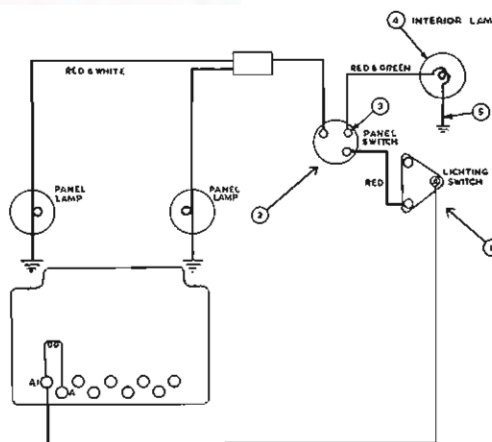 ④ INTERIOR LAM
RED & WHITE
RED & GREEN
③
⑤
PANEL
SWITCH
②
PANEL
LAMP
PANEL
LAMP
RED
LIGHTING
SWITCH
A1
A